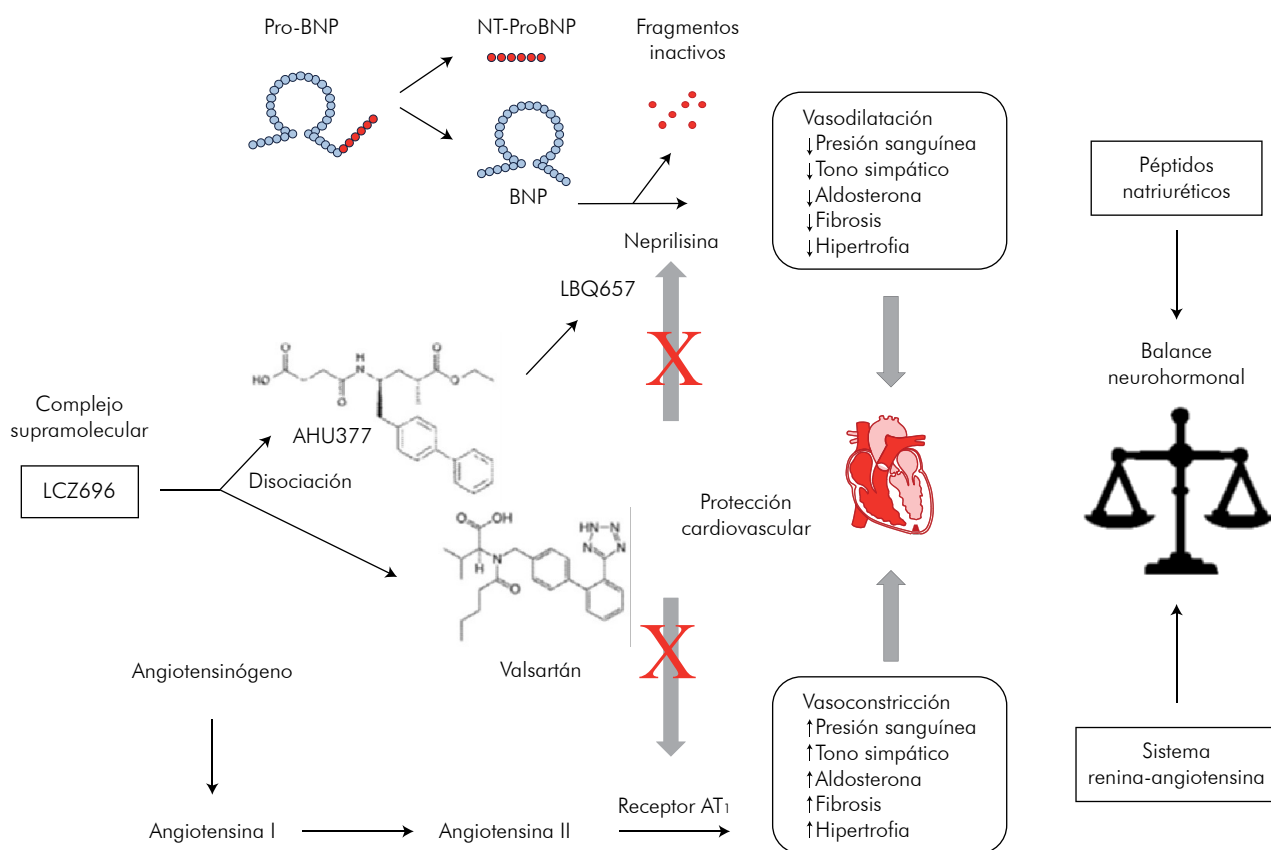 Pro-BNP
NT-ProBNP
Fragmentos
inactivos
BNP
Neprilisina
Vasodilatación
↓Presión sanguínea
↓Tono simpático
↓Aldosterona
↓Fibrosis
↓Hipertrofia
Péptidos
natriuréticos
Balance
neurohormonal
LBQ657
X
O
HO
O
H
N
O
O
AHU377
Complejo
supramolecular
LCZ696
Disociación
Protección
cardiovascular
O
OH
N
O
HN
N
N
N
Valsartán
X
Angiotensinógeno
Angiotensina I
Angiotensina II
Receptor AT1
Vasoconstricción
↑Presión sanguínea
↑Tono simpático
↑Aldosterona
↑Fibrosis
↑Hipertrofia
Sistema
renina-angiotensina